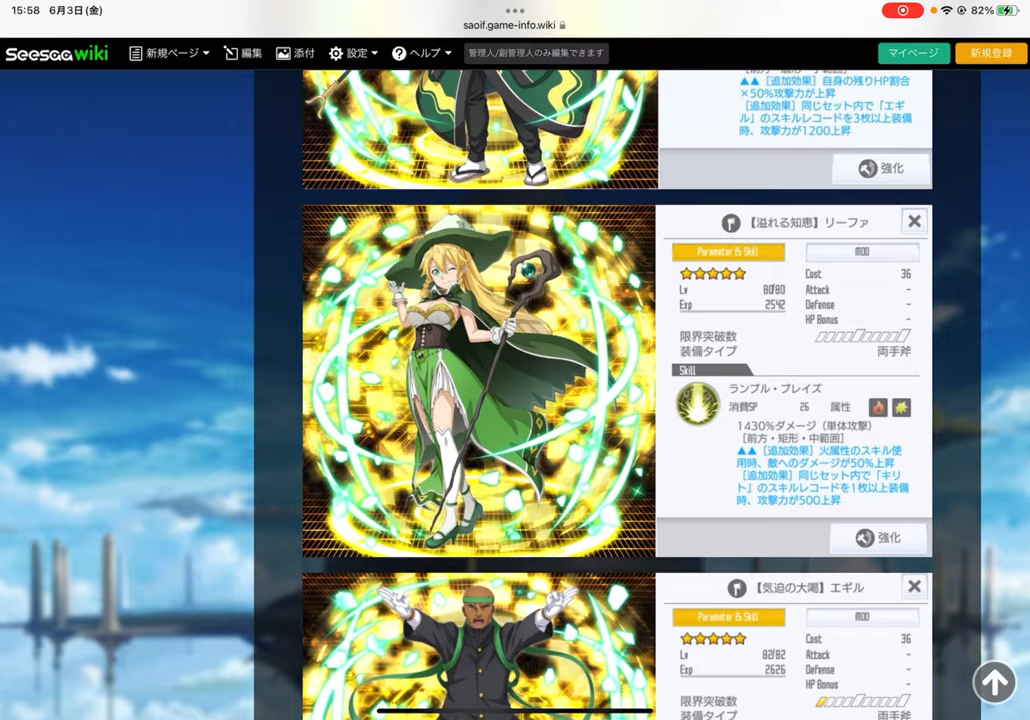 15:58 6月3日(金)
saoif.game-info.wiki
82%
Seesaa wiki
新規ページ
編集
添付
設定
ヘルプ
管理人/副管理人のみ編集できます
マイページ
新規登録
▲▲［追加効果］自身の残りHP割合
×50%攻撃力が上昇
［追加効果］同じセット内で「エギ
ル」のスキルレコードを3枚以上装備
時、攻撃力が1200上昇
強化
【溢れる知恵】リーファ
Parameter & Skill
MOD
Cost 36
Lv 80/80
Attack -
Exp 2542
Defense -
HP Bonus -
限界突破数
装備タイプ 両手斧
Skill
ランブル・ブレイズ
消費SP 26 属性
1430%ダメージ（単体攻撃）
［前方・矩形・中範囲］
▲▲［追加効果］火属性のスキル使
用時、敵へのダメージが50%上昇
［追加効果］同じセット内で「キリ
ト」のスキルレコードを1枚以上装備
時、攻撃力が500上昇
強化
【気迫の大喝】エギル
Parameter & Skill
MOD
Cost 36
Lv 82/82
Attack -
Exp 2626
Defense -
HP Bonus -
限界突破数
装備タイプ 両手斧